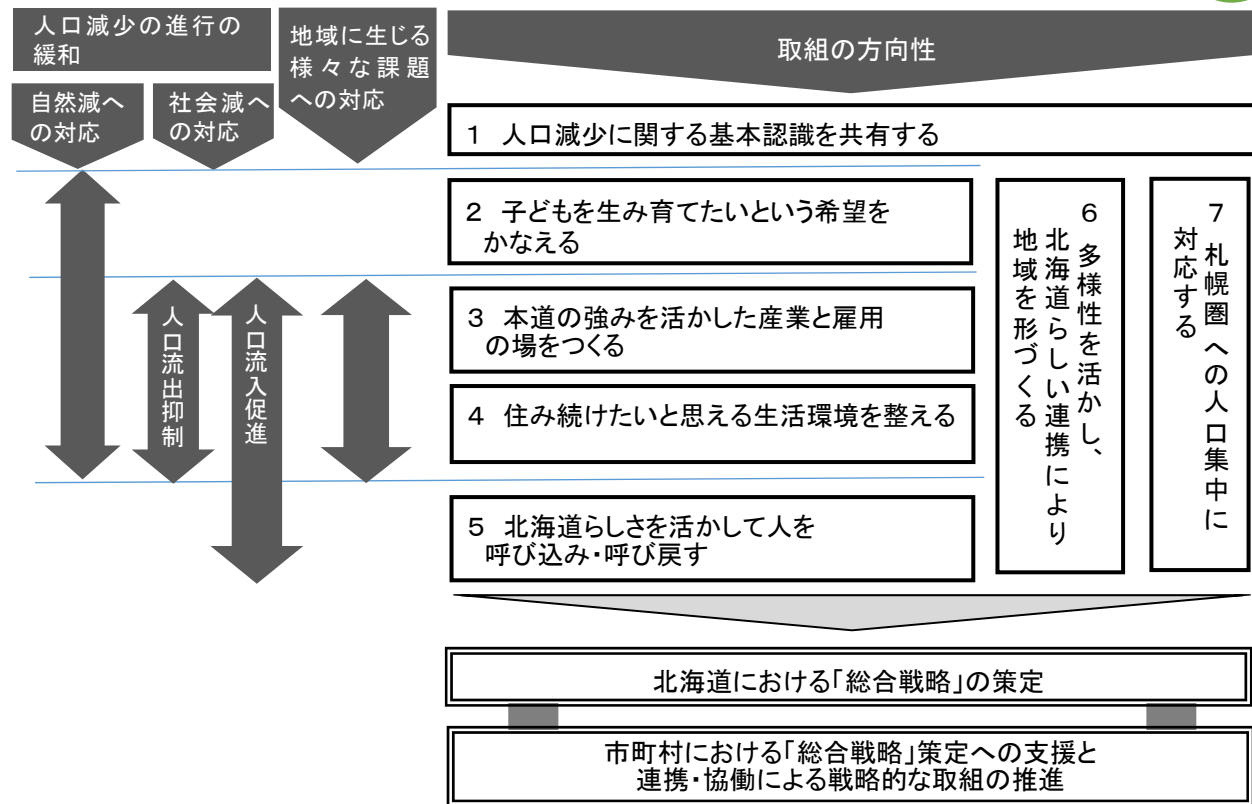 人口減少の進行の
緩和
地域に生じる
様々な課題
への対応
自然減へ
の対応
社会減へ
の対応
取組の方向性
1 人口減少に関する基本認識を共有する
2 子どもを生み育てたいという希望を
かなえる
3 本道の強みを活かした産業と雇用
の場をつくる
4 住み続けたいと思える生活環境を整える
5 北海道らしさを活かして人を
呼び込み・呼び戻す
人口流出抑制
人口流入促進
6 多様性を活かし、
北海道らしい連携により
地域を形づくる
7 札幌圏への人口集中に
対応する
北海道における「総合戦略」の策定
市町村における「総合戦略」策定への支援と
連携・協働による戦略的な取組の推進